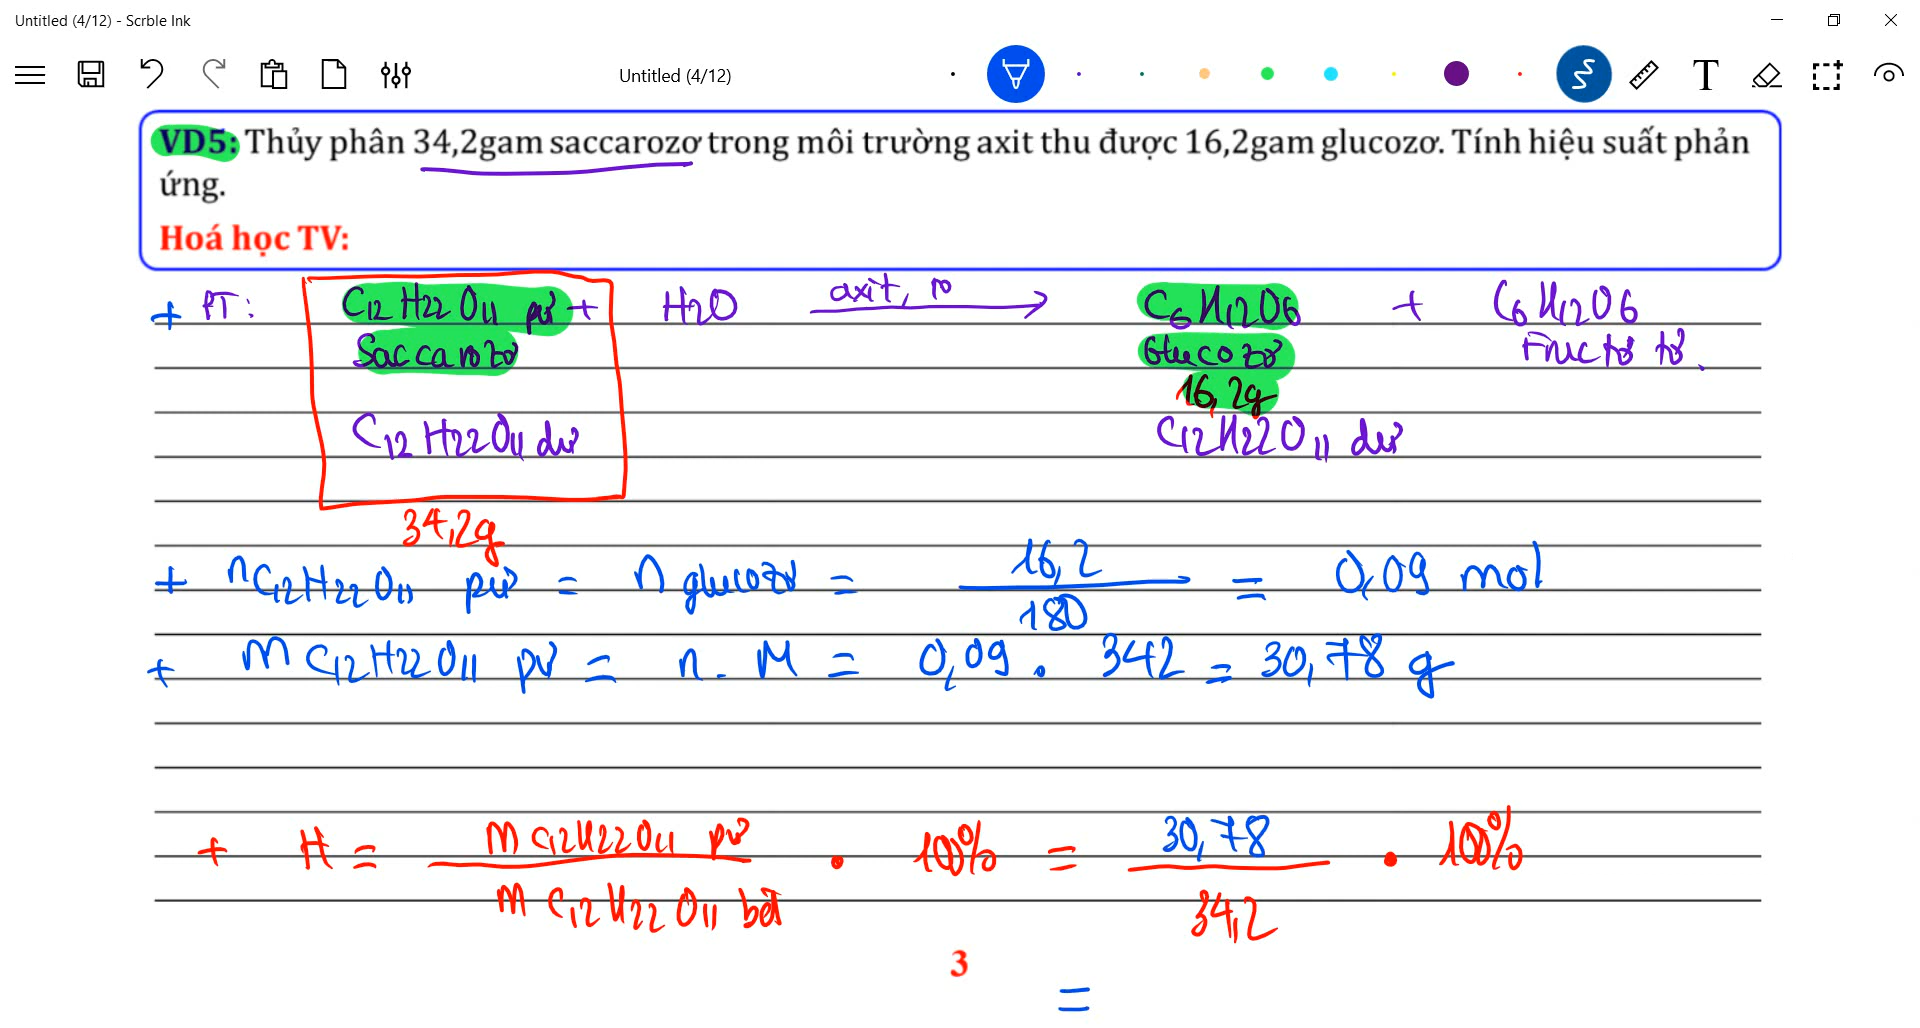 Untitled (4/12) - Scrble Ink
Untitled (4/12)
T
VD5: Thủy phân 34,2gam saccarozơ trong môi trường axit thu được 16,2gam glucozơ. Tính hiệu suất phản
ứng.
Hoá học TV:
+ PT: C12H22O11 pư + H2O axit, to → C6H12O6 + C6H12O6
Saccarozơ Glucozơ Fructozơ
16,2g
C12H22O11 dư C12H22O11 dư
34,2g
+ nC12H22O11 pư = n glucozơ = 16,2 / 180 = 0,09 mol
+ m C12H22O11 pư = n. M = 0,09 . 342 = 30,78 g
+ H = m C12H22O11 pư / m C12H22O11 bđ . 100% = 30,78 / 34,2 . 100%
3
=